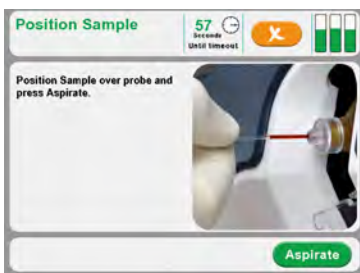 Position Sample
57
Seconds
Until timeout
Position Sample over probe and
press Aspirate.
Aspirate